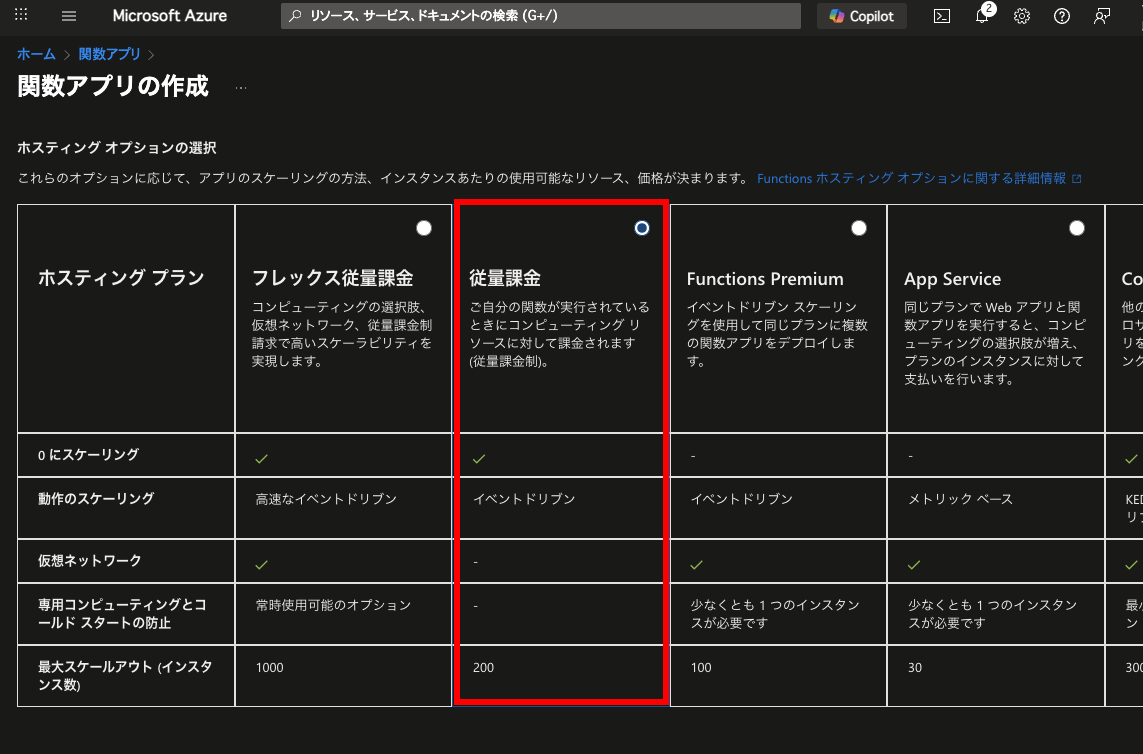 Microsoft Azure
リソース、サービス、ドキュメントの検索 (G+/)
Copilot
2
ホーム > 関数アプリ >
関数アプリの作成 ...
ホスティング オプションの選択
これらのオプションに応じて、アプリのスケーリングの方法、インスタンスあたりの使用可能なリソース、価格が決まります。 Functions ホスティング オプションに関する詳細情報
ホスティング プラン
フレックス従量課金
コンピューティングの選択肢、
仮想ネットワーク、従量課金制
請求で高いスケーラビリティを
実現します。
従量課金
ご自分の関数が実行されている
ときにコンピューティング リ
ソースに対して課金されます
(従量課金制)。
Functions Premium
イベントドリブン スケーリン
グを使用して同じプランに複数
の関数アプリをデプロイしま
す。
App Service
同じプランで Web アプリと関
数アプリを実行すると、コンピ
ューティングの選択肢が増え、
プランのインスタンスに対して
支払いを行います。
Co
他の
ロサ
リを
ング
0 にスケーリング
-
-
動作のスケーリング
高速なイベントドリブン
イベントドリブン
イベントドリブン
メトリック ベース
KED
リブ
仮想ネットワーク
-
専用コンピューティングとコ
ールド スタートの防止
常時使用可能のオプション
-
少なくとも 1 つのインスタン
スが必要です
少なくとも 1 つのインスタン
スが必要です
最小
ン
最大スケールアウト (インスタ
ンス数)
1000
200
100
30
300